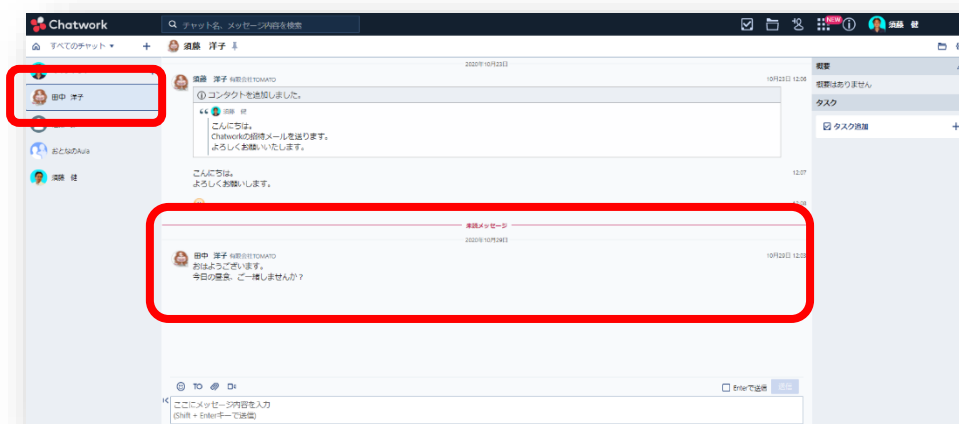 Chatwork
チャット名、メッセージ内容を検索
NEW
須藤 健
すべてのチャット
須藤 洋子
田中 洋子
おとなのAura
須藤 健
2020年10月23日
須藤 洋子 有限会社TOMATO
10月23日 12:06
コンタクトを追加しました。
須藤 健
こんにちは。
Chatworkの招待メールを送ります。
よろしくお願いいたします。
こんにちは。
よろしくお願いします。
12:07
未読メッセージ
2020年10月29日
田中 洋子 有限会社TOMATO
おはようございます。
今日の昼食、ご一緒しませんか?
TO
Enterで送信
送信
ここにメッセージ内容を入力
(Shift + Enterキーで送信)
概要
概要はありません
タスク
タスク追加